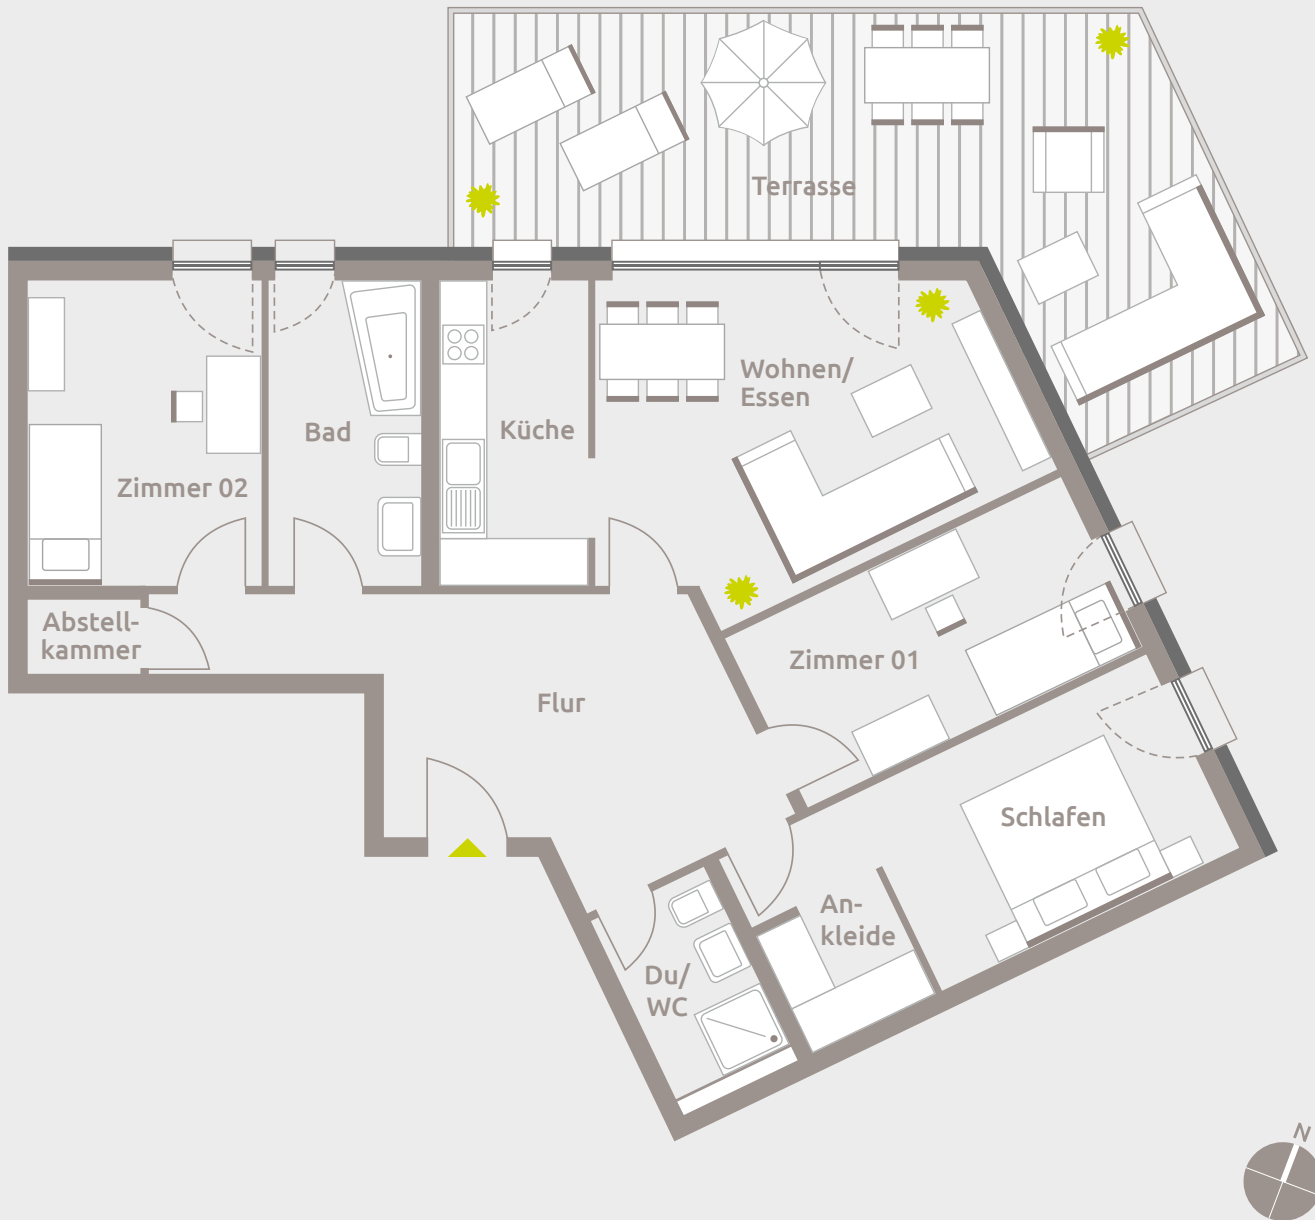 Terrasse
Wohnen/
Essen
Bad
Küche
Zimmer 02
Abstell-
kammer
Zimmer 01
Flur
Schlafen
An-
kleide
Du/
WC
N